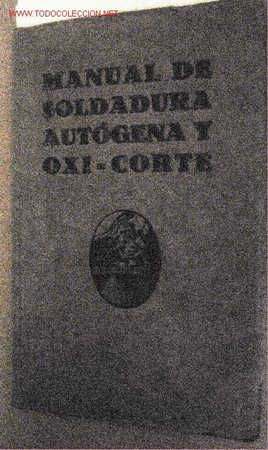 WWW.TODOCOLECCION.NET
MANUAL DE
SOLDADURA
AUTÓGENA Y
OXI-CORTE